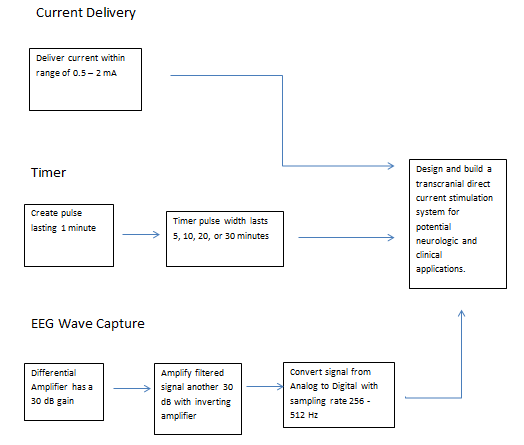 Current Delivery
Deliver current within
range of 0.5 – 2 mA
Timer
Create pulse
lasting 1 minute
Timer pulse width lasts
5, 10, 20, or 30 minutes
Design and build a
transcranial direct
current stimulation
system for
potential
neurologic and
clinical
applications.
EEG Wave Capture
Differential
Amplifier has a
30 dB gain
Amplify filtered
signal another 30
dB with inverting
amplifier
Convert signal from
Analog to Digital with
sampling rate 256 -
512 Hz